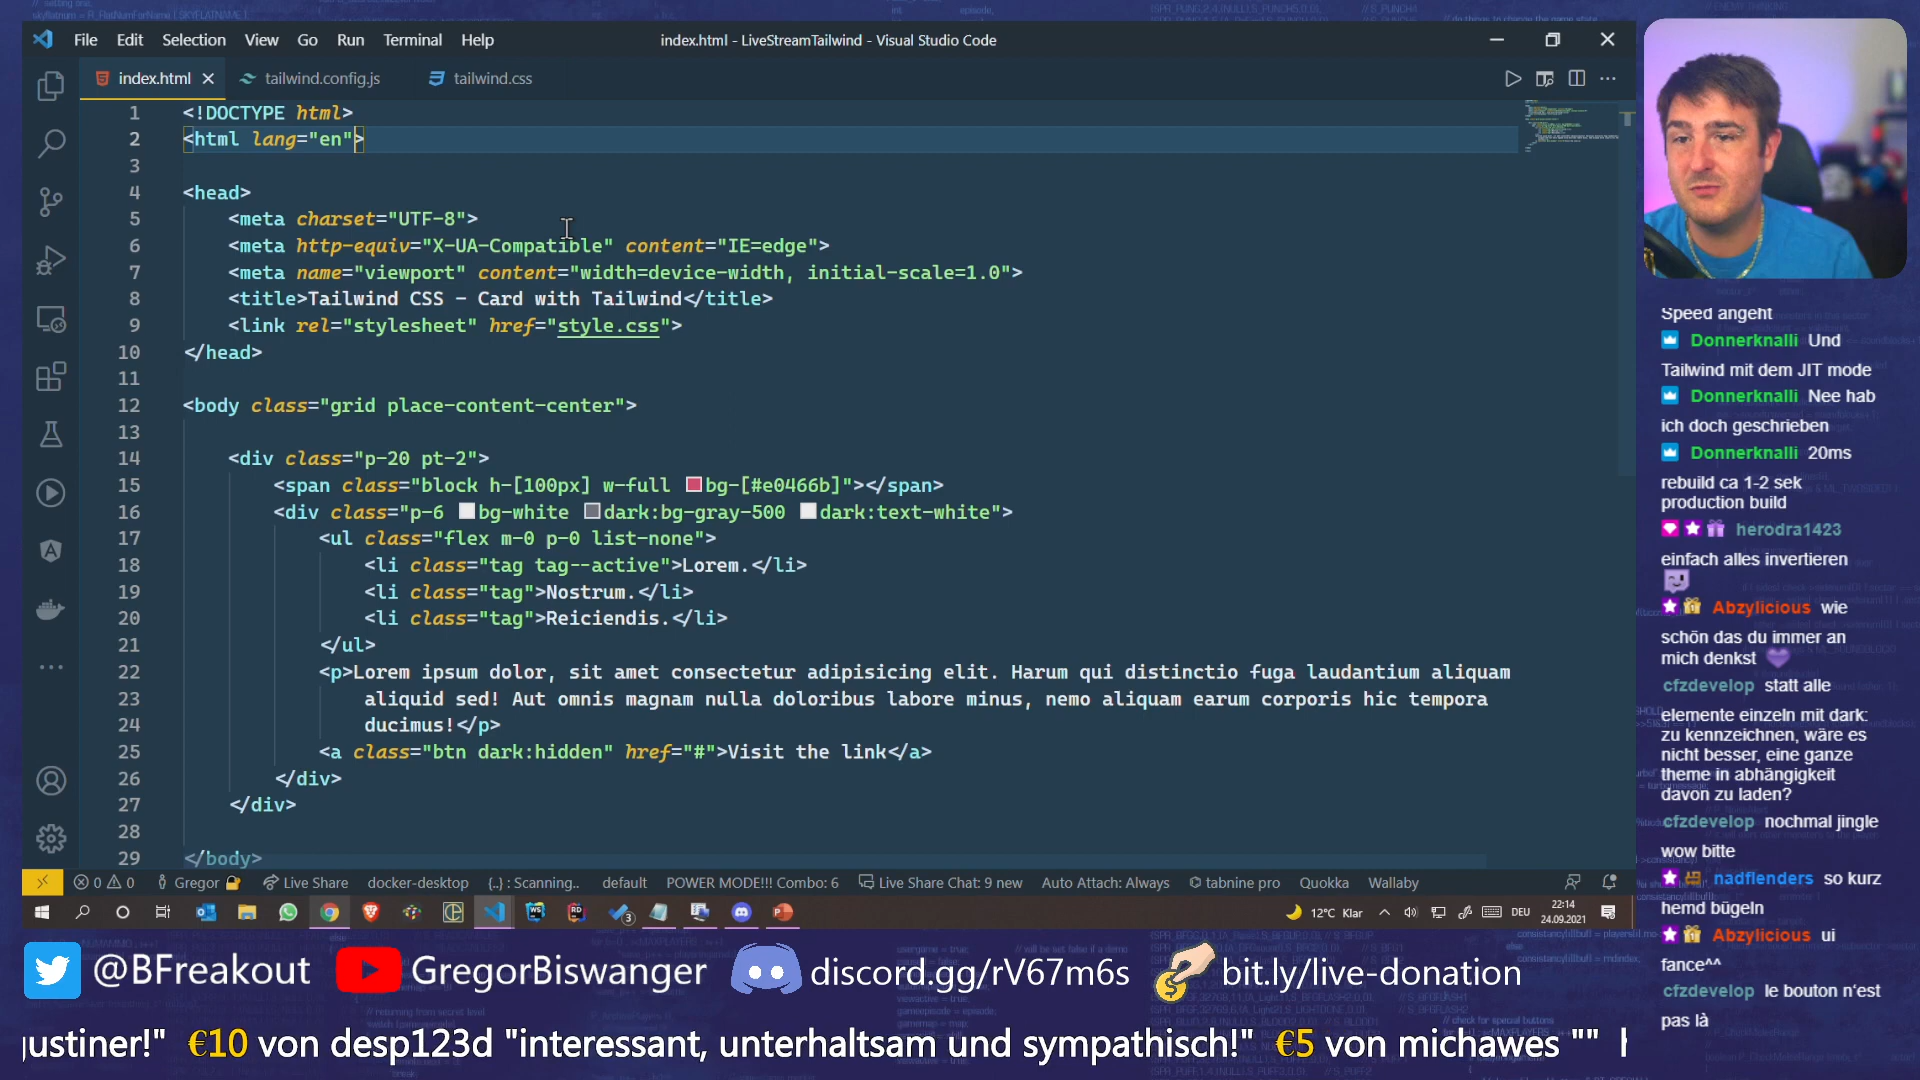 File Edit Selection View Go Run Terminal Help
index.html - LiveStreamTailwind - Visual Studio Code
index.html
tailwind.config.js
tailwind.css
1 <!DOCTYPE html>
2 <html lang="en">
3
4 <head>
5 <meta charset="UTF-8">
6 <meta http-equiv="X-UA-Compatible" content="IE=edge">
7 <meta name="viewport" content="width=device-width, initial-scale=1.0">
8 <title>Tailwind CSS - Card with Tailwind</title>
9 <link rel="stylesheet" href="style.css">
10 </head>
11
12 <body class="grid place-content-center">
13
14 <div class="p-20 pt-2">
15 <span class="block h-[100px] w-full bg-[#e0466b]"></span>
16 <div class="p-6 bg-white dark:bg-gray-500 dark:text-white">
17 <ul class="flex m-0 p-0 list-none">
18 <li class="tag tag--active">Lorem.</li>
19 <li class="tag">Nostrum.</li>
20 <li class="tag">Reiciendis.</li>
21 </ul>
22 <p>Lorem ipsum dolor, sit amet consectetur adipisicing elit. Harum qui distinctio fuga laudantium aliquam
23 aliquid sed! Aut omnis magnam nulla doloribus labore minus, nemo aliquam earum corporis hic tempora
24 ducimus!</p>
25 <a class="btn dark:hidden" href="#">Visit the link</a>
26 </div>
27 </div>
28
29 </body>
0 0 Gregor Live Share docker-desktop {..} : Scanning.. default POWER MODE!!! Combo: 6 Live Share Chat: 9 new Auto Attach: Always tabnine pro Quokka Wallaby
3 12°C Klar DEU
22:14
24.09.2021
Speed angeht
Donnerknalli Und
Tailwind mit dem JIT mode
Donnerknalli Nee hab
ich doch geschrieben
Donnerknalli 20ms
rebuild ca 1-2 sek
production build
herodra1423
einfach alles invertieren
Abzylicious wie
schön das du immer an
mich denkst
cfzdevelop statt alle
elemente einzeln mit dark:
zu kennzeichnen, wäre es
nicht besser, eine ganze
theme in abhängigkeit
davon zu laden?
cfzdevelop nochmal jingle
wow bitte
nadflenders so kurz
hemd bügeln
Abzylicious ui
fance^^
cfzdevelop le bouton n'est
pas là
@BFreakout GregorBiswanger discord.gg/rV67m6s bit.ly/live-donation
justiner!" €10 von desp123d "interessant, unterhaltsam und sympathisch!" €5 von michawes ""